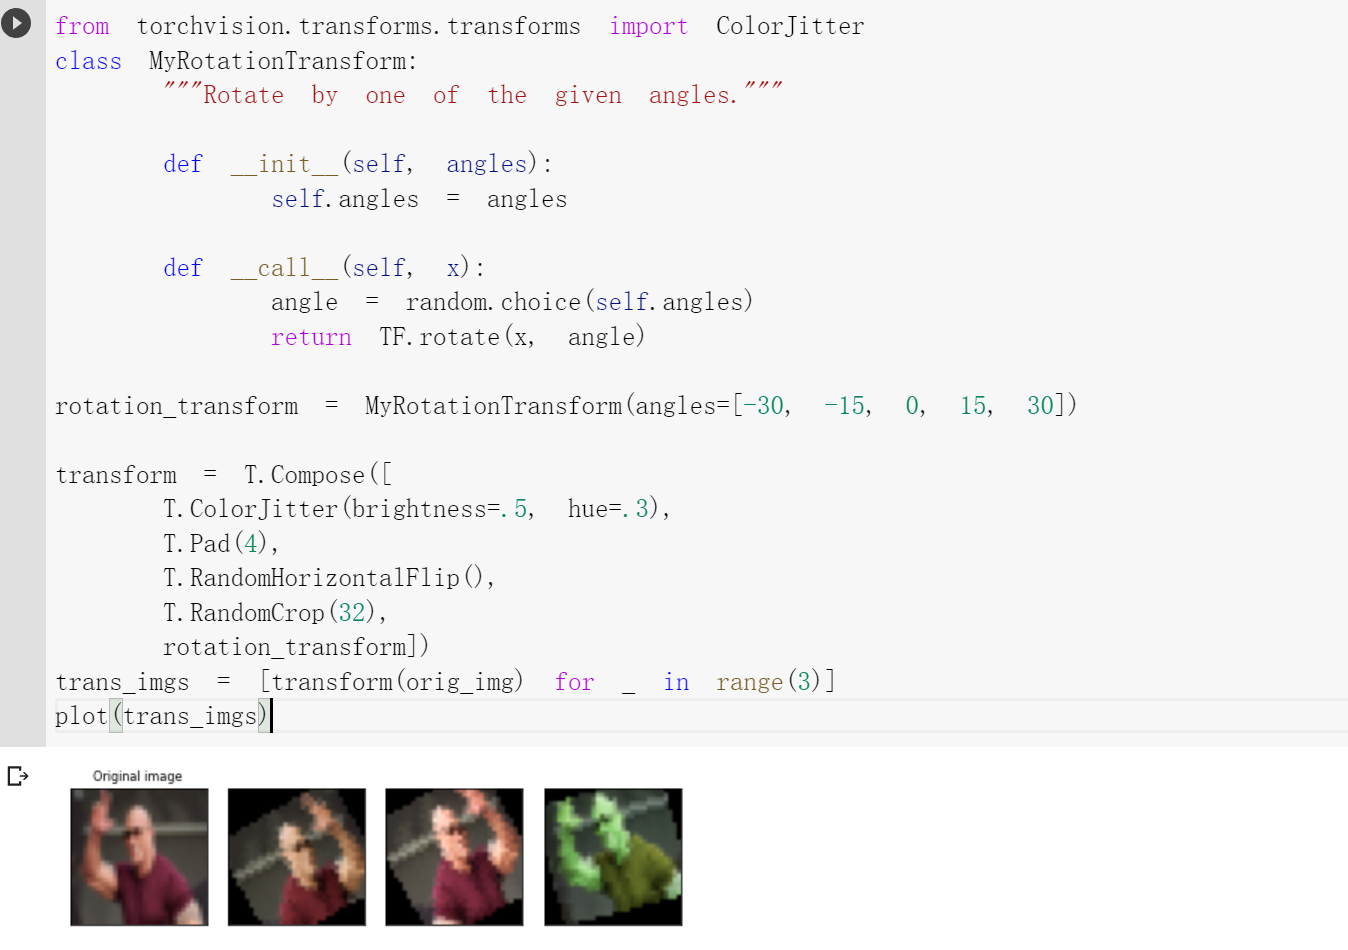 from torchvision.transforms.transforms import ColorJitter
class MyRotationTransform:
"""Rotate by one of the given angles."""
def __init__(self, angles):
self.angles = angles
def __call__(self, x):
angle = random.choice(self.angles)
return TF.rotate(x, angle)
rotation_transform = MyRotationTransform(angles=[-30, -15, 0, 15, 30])
transform = T.Compose([
T.ColorJitter(brightness=.5, hue=.3),
T.Pad(4),
T.RandomHorizontalFlip(),
T.RandomCrop(32),
rotation_transform])
trans_imgs = [transform(orig_img) for _ in range(3)]
plot(trans_imgs)
Original image